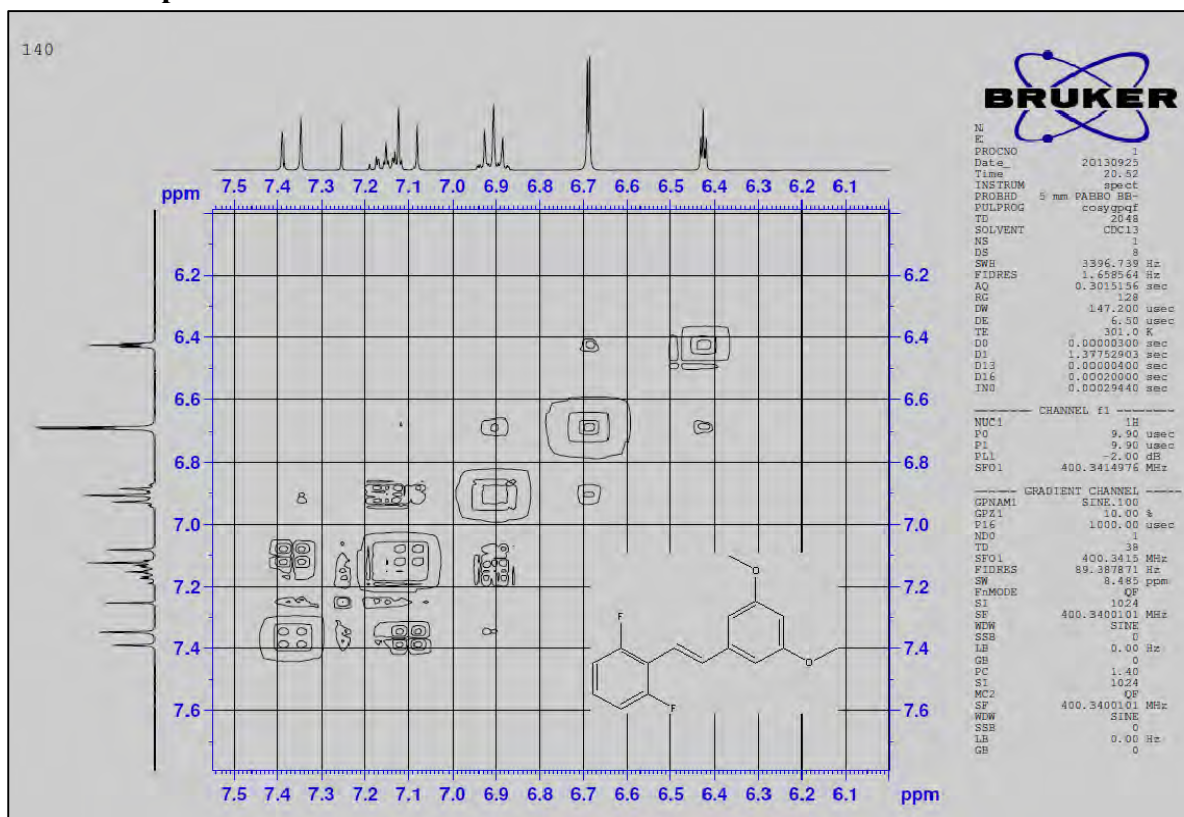 140
BRUKER
PROCNO 1
Date_ 20130925
Time 20.52
INSTRUM spect
PROBHD 5 mm PABBO BB-
PULPROG cosygpqf
TD 2048
SOLVENT CDCl3
NS 1
DS 8
SWH 3396.739 Hz
FIDRES 1.658564 Hz
AQ 0.3015156 sec
RG 128
DW 147.200 usec
DE 6.50 usec
TE 301.0 K
D0 0.00000300 sec
D1 1.37752903 sec
D13 0.00000400 sec
D16 0.00020000 sec
IN0 0.00029440 sec
CHANNEL f1
NUC1 1H
P0 9.90 usec
P1 9.90 usec
PL1 -2.00 dB
SFO1 400.3414976 MHz
GRADIENT CHANNEL
GPNAM1 SINE.100
GPZ1 10.00 %
P16 1000.00 usec
ND0 1
TD 38
SFO1 400.3415 MHz
FIDRES 89.387871 Hz
SW 8.485 ppm
FnMODE QF
SI 1024
SF 400.3400101 MHz
WDW SINE
SSB 0
LB 0.00 Hz
GB 0
PC 1.40
SI 1024
MC2 QF
SF 400.3400101 MHz
WDW SINE
SSB 0
LB 0.00 Hz
GB 0
7.5 7.4 7.3 7.2 7.1 7.0 6.9 6.8 6.7 6.6 6.5 6.4 6.3 6.2 6.1
ppm
6.2 6.2
6.4 6.4
6.6 6.6
6.8 6.8
7.0 7.0
7.2 7.2
7.4 7.4
7.6 7.6
O
F
O
F
7.5 7.4 7.3 7.2 7.1 7.0 6.9 6.8 6.7 6.6 6.5 6.4 6.3 6.2 6.1 ppm